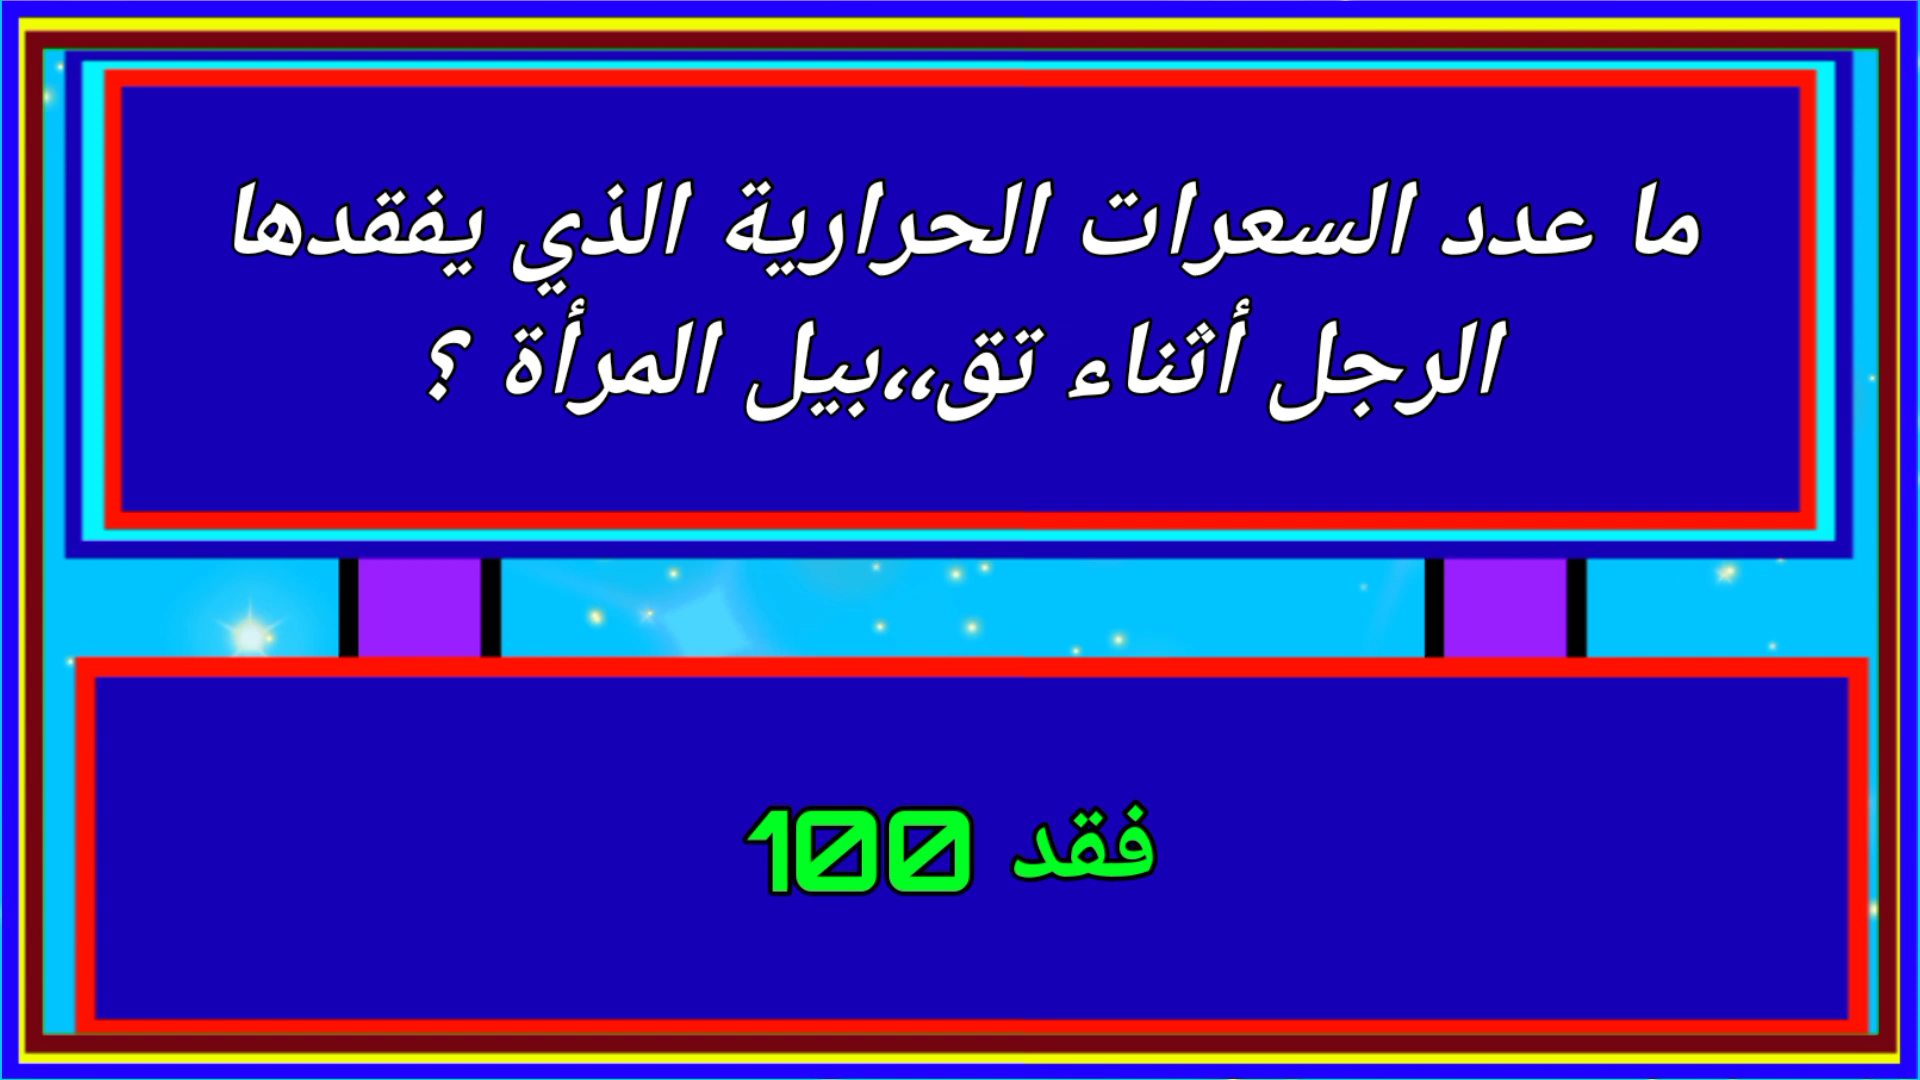 ما عدد السعرات الحرارية الذي يفقدها
الرجل أثناء تق،،بيل المرأة ؟
فقد 100